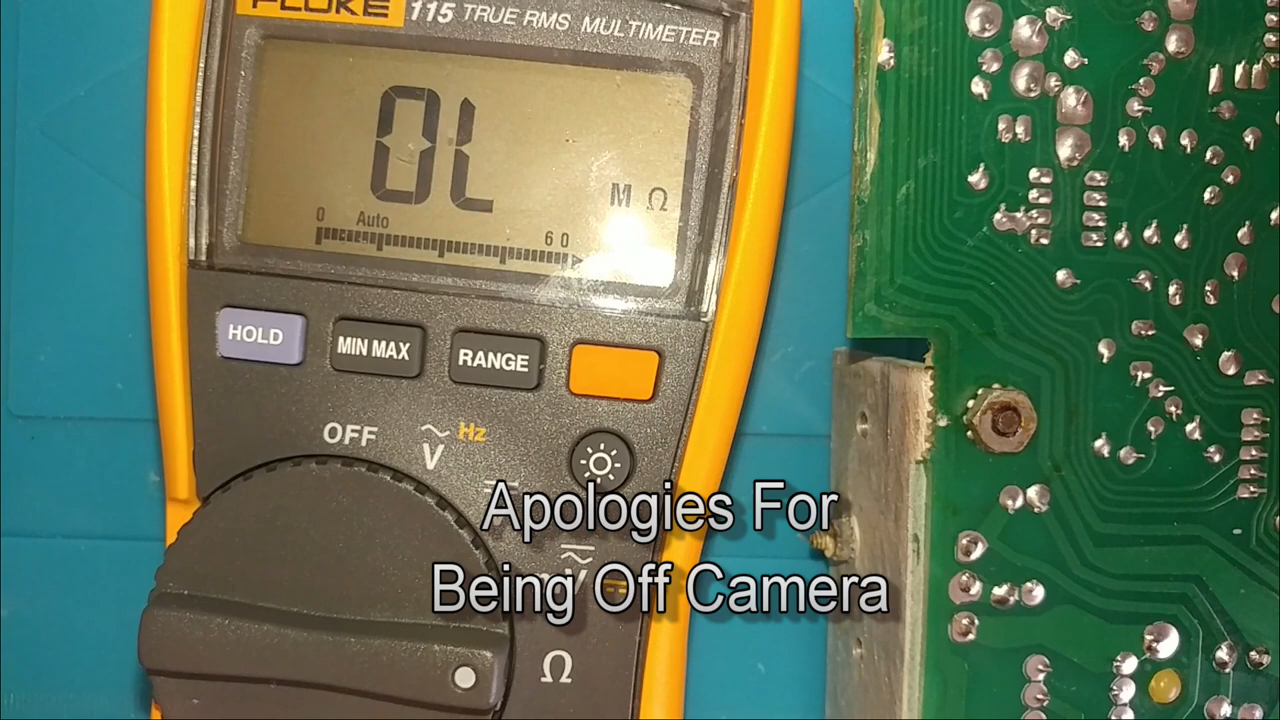 FLUKE 115 TRUE RMS MULTIMETER
OL
M Ω
0 Auto 60
HOLD
MIN MAX
RANGE
OFF
Hz
V
Apologies For
Being Off Camera
Ω